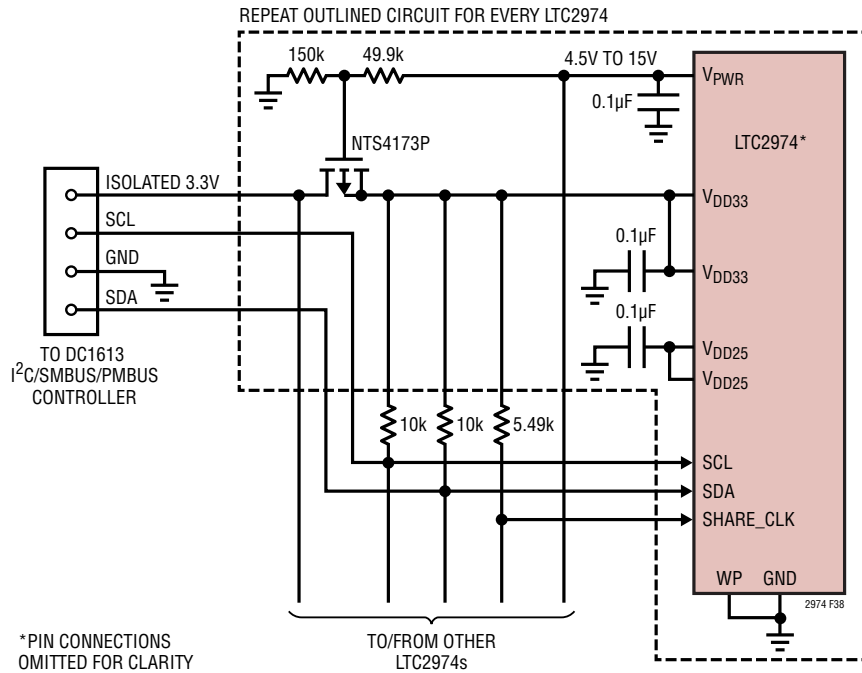 REPEAT OUTLINED CIRCUIT FOR EVERY LTC2974
150k
49.9k
4.5V TO 15V
VPWR
0.1µF
LTC2974*
NTS4173P
ISOLATED 3.3V
VDD33
SCL
0.1µF
GND
VDD33
SDA
0.1µF
VDD25
TO DC1613
I2C/SMBUS/PMBUS
CONTROLLER
VDD25
10k
10k
5.49k
SCL
SDA
SHARE_CLK
WP
GND
2974 F38
*PIN CONNECTIONS
OMITTED FOR CLARITY
TO/FROM OTHER
LTC2974s